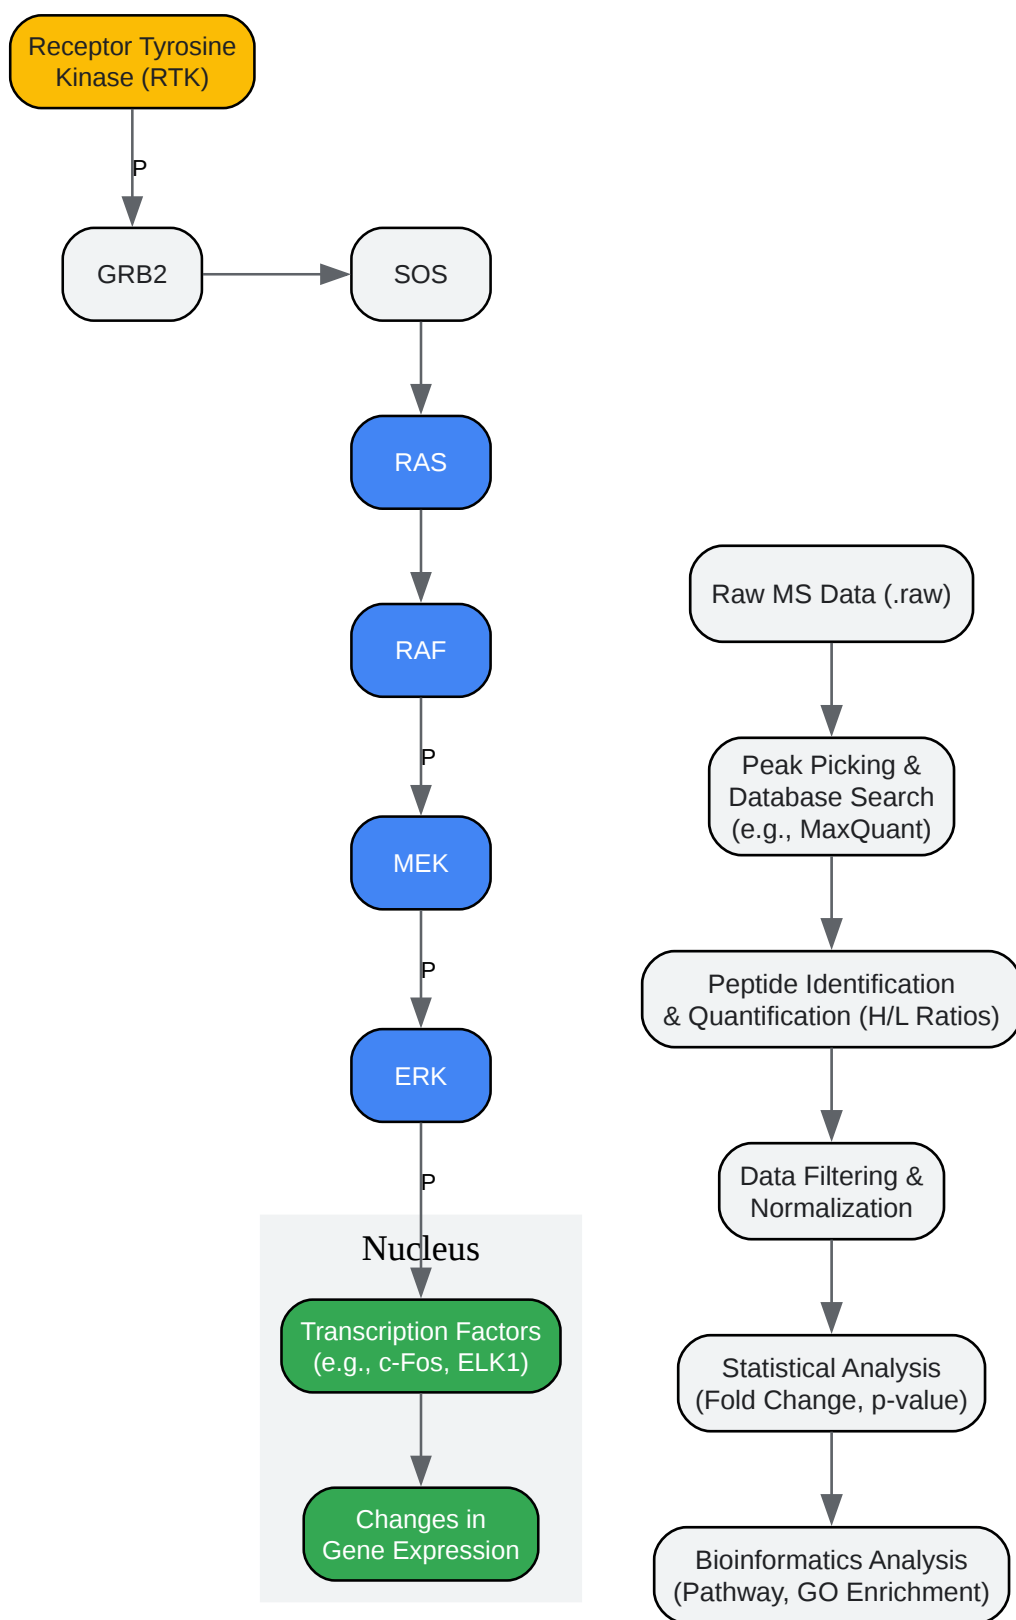 Receptor Tyrosine
Kinase (RTK)
P
GRB2
SOS
RAS
RAF
P
MEK
P
ERK
P
Nucleus
Transcription Factors
(e.g., c-Fos, ELK1)
Changes in
Gene Expression
Raw MS Data (.raw)
Peak Picking &
Database Search
(e.g., MaxQuant)
Peptide Identification
& Quantification (H/L Ratios)
Data Filtering &
Normalization
Statistical Analysis
(Fold Change, p-value)
Bioinformatics Analysis
(Pathway, GO Enrichment)